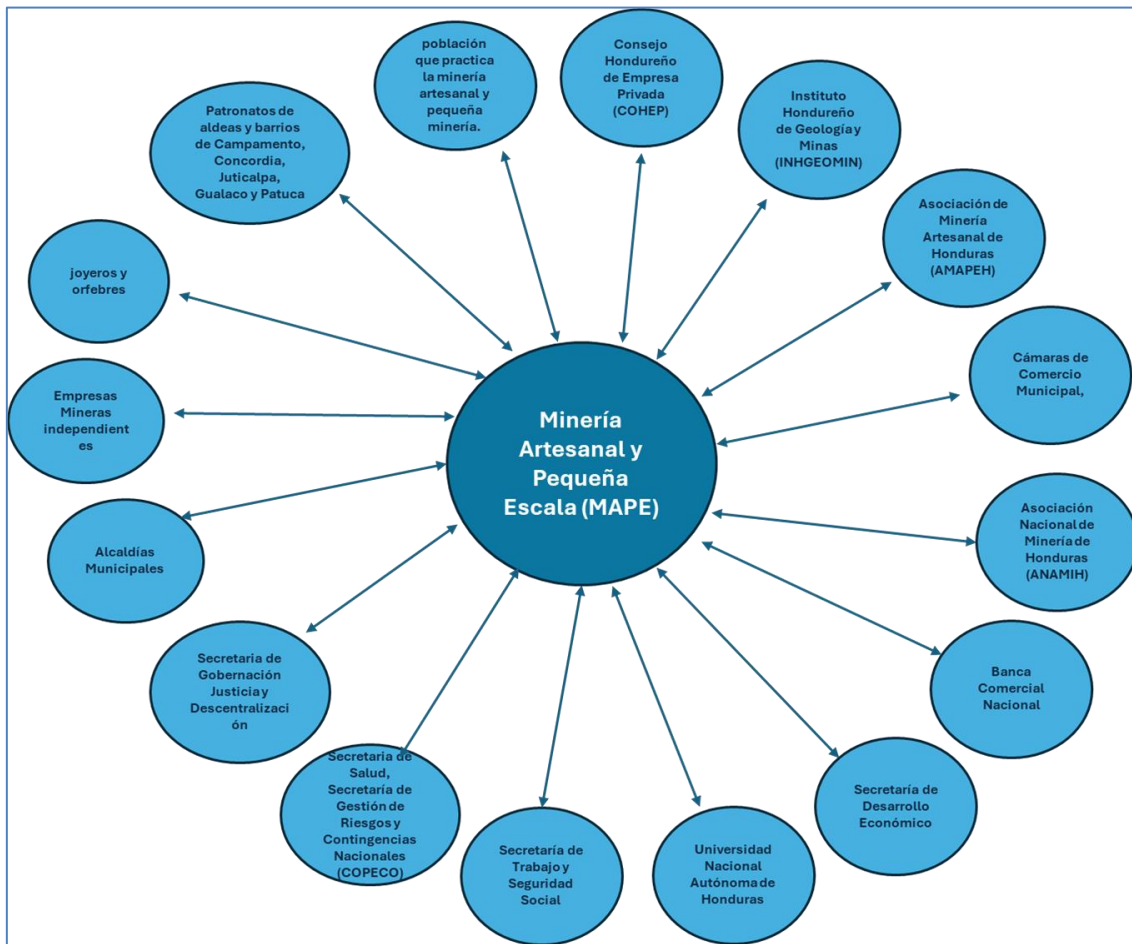 población
que practica
la minería
artesanal y
pequeña
minería.
Consejo
Hondureño
de Empresa
Privada
(COHEP)
Instituto
Hondureño
de Geología y
Minas
(INHGEOMIN)
Asociación de
Minería
Artesanal de
Honduras
(AMAPEH)
Cámaras de
Comercio
Municipal,
Asociación
Nacional de
Minería de
Honduras
(ANAMIH)
Banca
Comercial
Nacional
Secretaría de
Desarrollo
Económico
Universidad
Nacional
Autónoma de
Honduras
Secretaría de
Trabajo y
Seguridad
Social
Secretaria de
Salud,
Secretaría de
Gestión de
Riesgos y
Contingencias
Nacionales
(COPECO)
Secretaria de
Gobernación
Justicia y
Descentralizaci
ón
Alcaldías
Municipales
Empresas
Mineras
independient
es
joyeros y
orfebres
Patronatos de
aldeas y barrios
de Campamento,
Concordia,
Juticalpa,
Gualaco y Patuca
Minería
Artesanal y
Pequeña
Escala (MAPE)